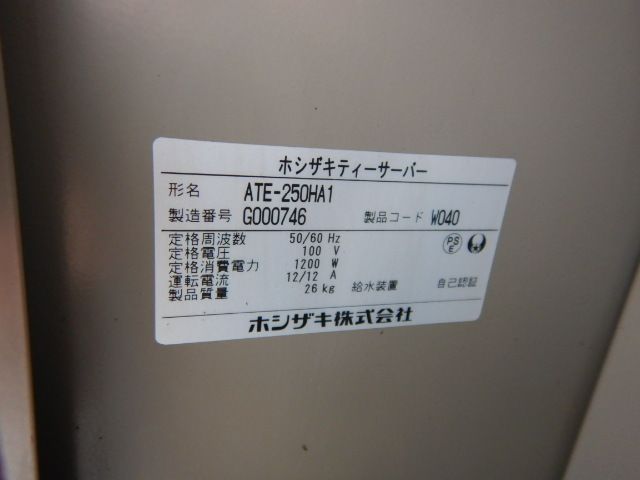 ホシザキティーサーバー
形名 ATE-250HA1
製造番号 G000746 製品コード W040
定格周波数 50/60 Hz
定格電圧 100 V
定格消費電力 1200 W
運転電流 12/12 A
製品質量 26 kg 給水装置 自己認証
PS E
ホシザキ株式会社